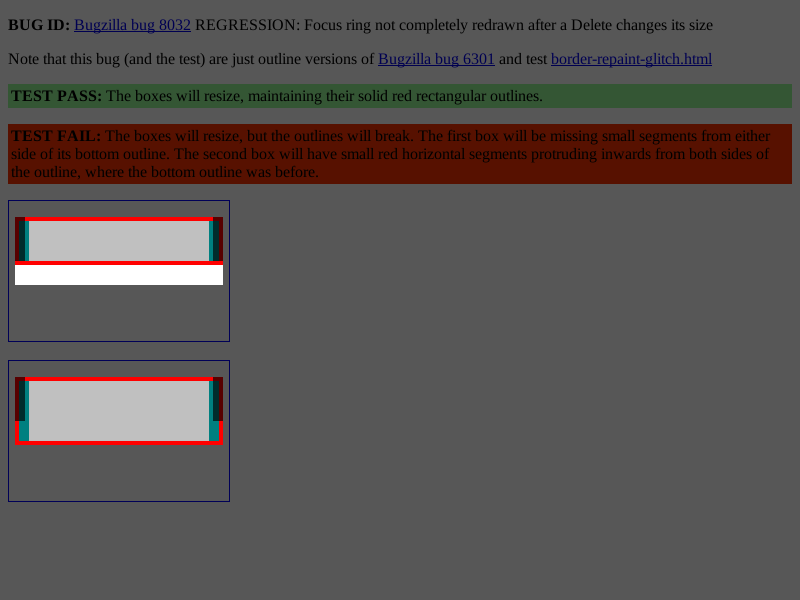 BUG ID: Bugzilla bug 8032 REGRESSION: Focus ring not completely redrawn after a Delete changes its size
Note that this bug (and the test) are just outline versions of Bugzilla bug 6301 and test border-repaint-glitch.html
TEST PASS: The boxes will resize, maintaining their solid red rectangular outlines.
TEST FAIL: The boxes will resize, but the outlines will break. The first box will be missing small segments from either
side of its bottom outline. The second box will have small red horizontal segments protruding inwards from both sides of
the outline, where the bottom outline was before.